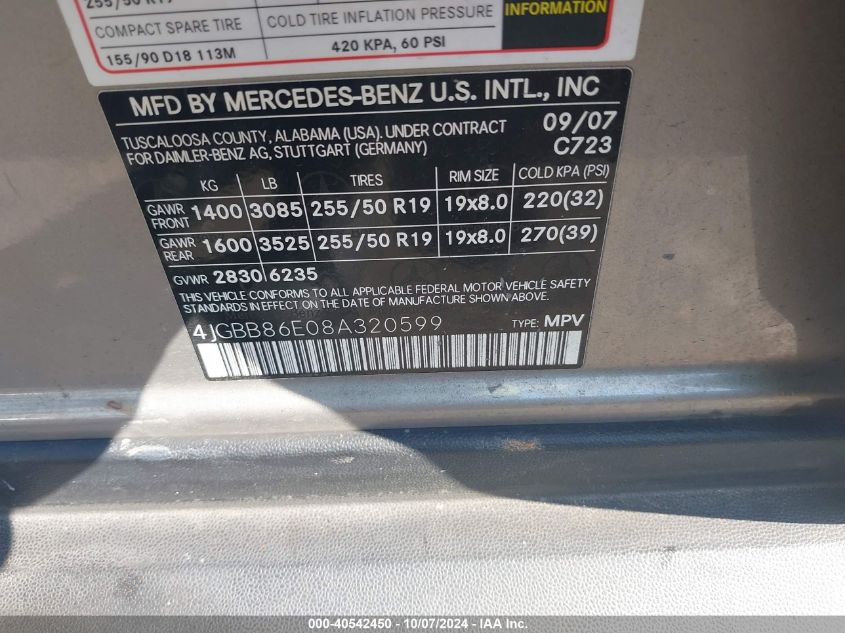 255/50 R19
COMPACT SPARE TIRE COLD TIRE INFLATION PRESSURE
155/90 D18 113M 420 KPA, 60 PSI
INFORMATION
MFD BY MERCEDES-BENZ U.S. INTL., INC
TUSCALOOSA COUNTY, ALABAMA (USA). UNDER CONTRACT 09/07
FOR DAIMLER-BENZ AG, STUTTGART (GERMANY) C723
KG LB TIRES RIM SIZE COLD KPA (PSI)
GAWR FRONT 1400 3085 255/50 R19 19x8.0 220(32)
GAWR REAR 1600 3525 255/50 R19 19x8.0 270(39)
GVWR 2830 6235
THIS VEHICLE CONFORMS TO ALL APPLICABLE FEDERAL MOTOR VEHICLE SAFETY
STANDARDS IN EFFECT ON THE DATE OF MANUFACTURE SHOWN ABOVE.
4JGBB86E08A320599 TYPE: MPV
000-40542450 - 10/07/2024 - IAA Inc.